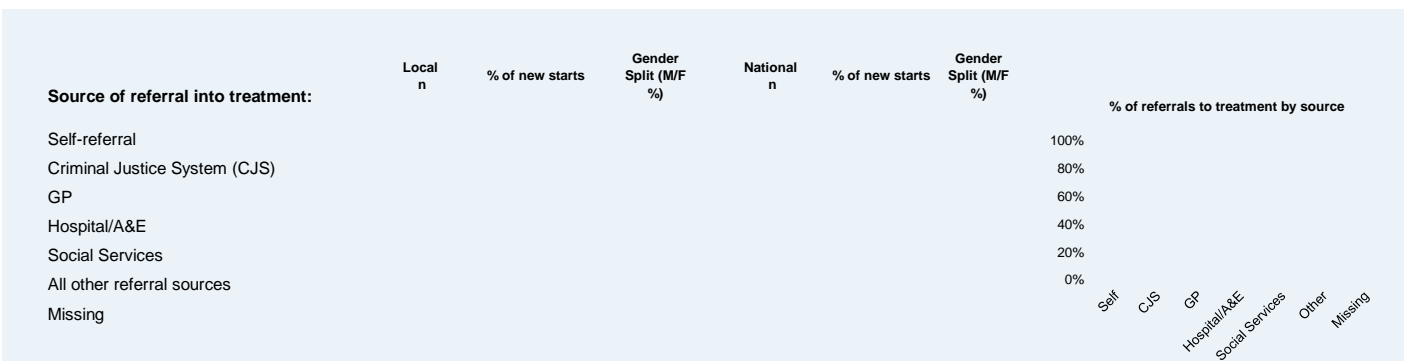 Source of referral into treatment:
Local
n
% of new starts
Gender
Split (M/F
%)
National
n
% of new starts
Gender
Split (M/F
%)
Self-referral
Criminal Justice System (CJS)
GP
Hospital/A&E
Social Services
All other referral sources
Missing
% of referrals to treatment by source
100%
80%
60%
40%
20%
0%
Self
CJS
GP
Hospital/A&E
Social Services
Other
Missing